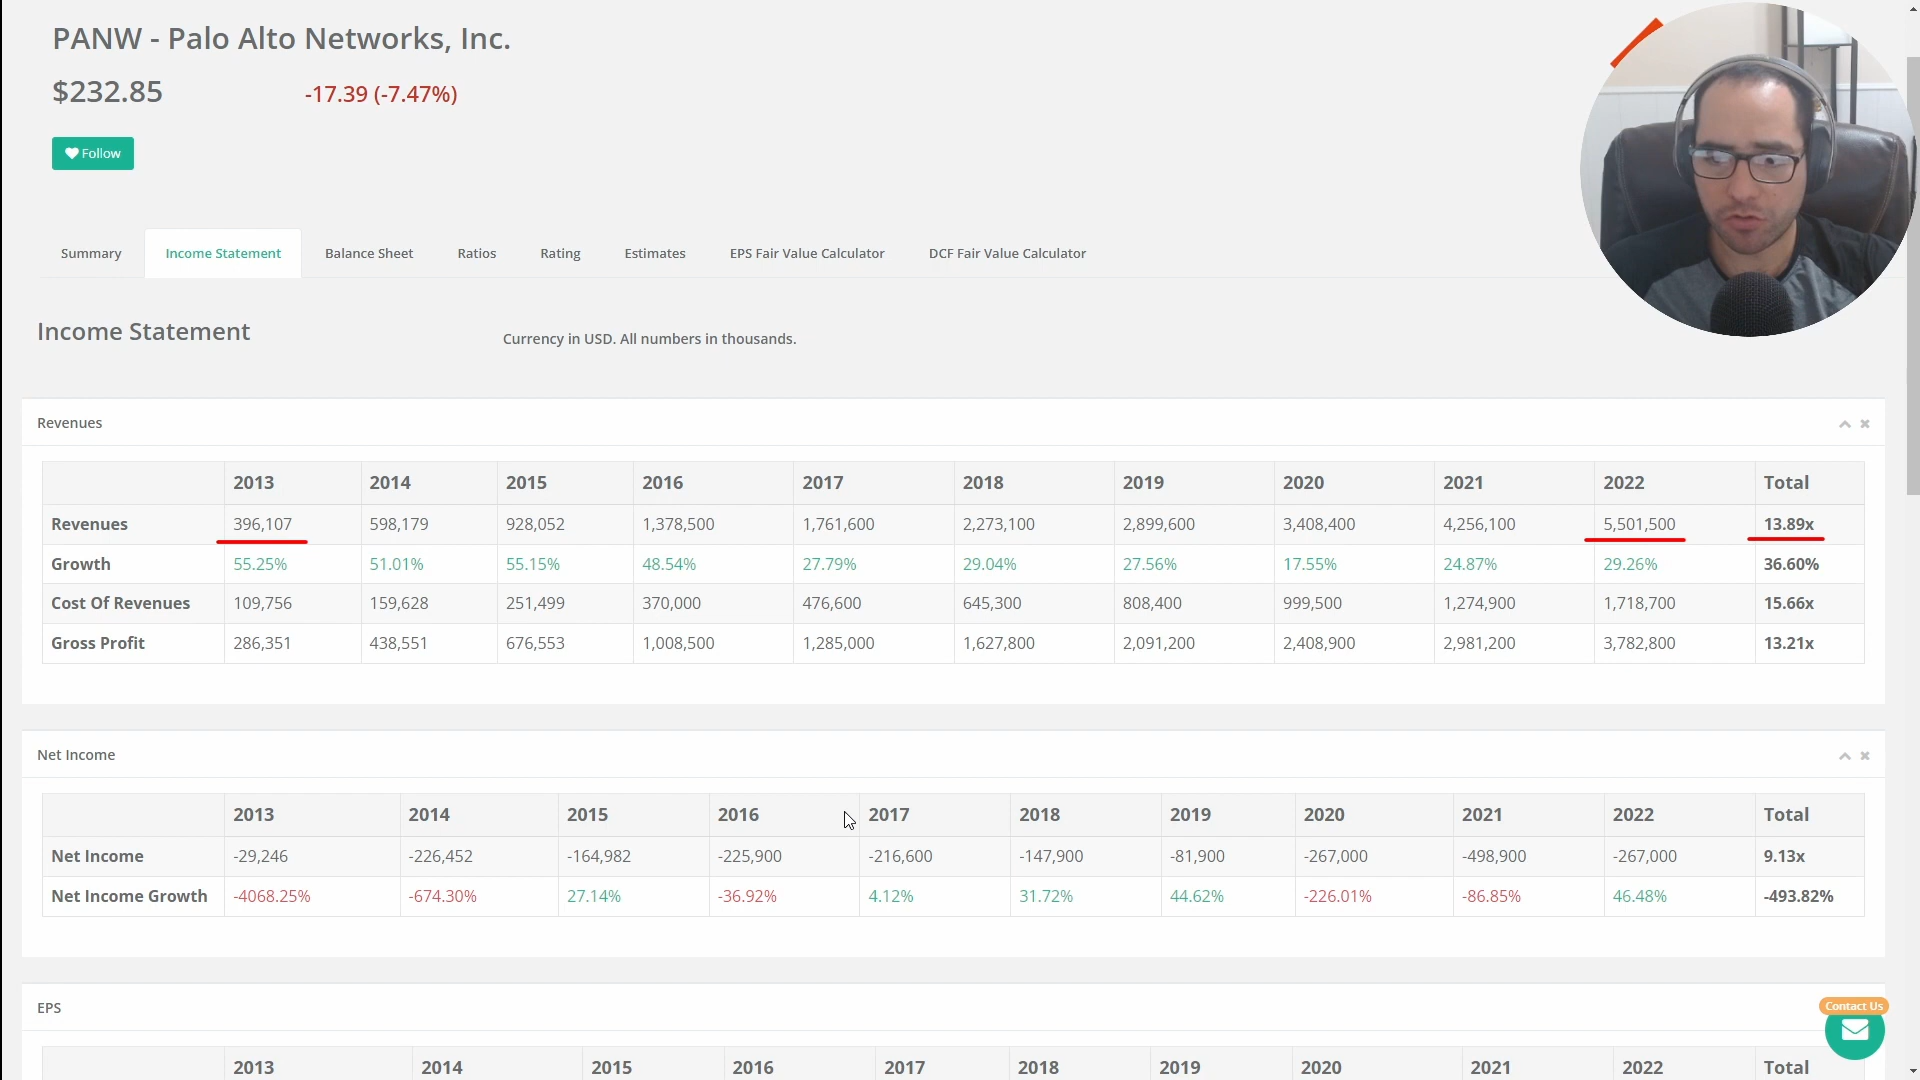 PANW - Palo Alto Networks, Inc.
$232.85 -17.39 (-7.47%)
Follow
Summary Income Statement Balance Sheet Ratios Rating Estimates EPS Fair Value Calculator DCF Fair Value Calculator
Income Statement Currency in USD. All numbers in thousands.
Revenues
2013 2014 2015 2016 2017 2018 2019 2020 2021 2022 Total
Revenues 396,107 598,179 928,052 1,378,500 1,761,600 2,273,100 2,899,600 3,408,400 4,256,100 5,501,500 13.89x
Growth 55.25% 51.01% 55.15% 48.54% 27.79% 29.04% 27.56% 17.55% 24.87% 29.26% 36.60%
Cost Of Revenues 109,756 159,628 251,499 370,000 476,600 645,300 808,400 999,500 1,274,900 1,718,700 15.66x
Gross Profit 286,351 438,551 676,553 1,008,500 1,285,000 1,627,800 2,091,200 2,408,900 2,981,200 3,782,800 13.21x
Net Income
2013 2014 2015 2016 2017 2018 2019 2020 2021 2022 Total
Net Income -29,246 -226,452 -164,982 -225,900 -216,600 -147,900 -81,900 -267,000 -498,900 -267,000 9.13x
Net Income Growth -4068.25% -674.30% 27.14% -36.92% 4.12% 31.72% 44.62% -226.01% -86.85% 46.48% -493.82%
EPS
Contact Us
2013 2014 2015 2016 2017 2018 2019 2020 2021 2022 Total